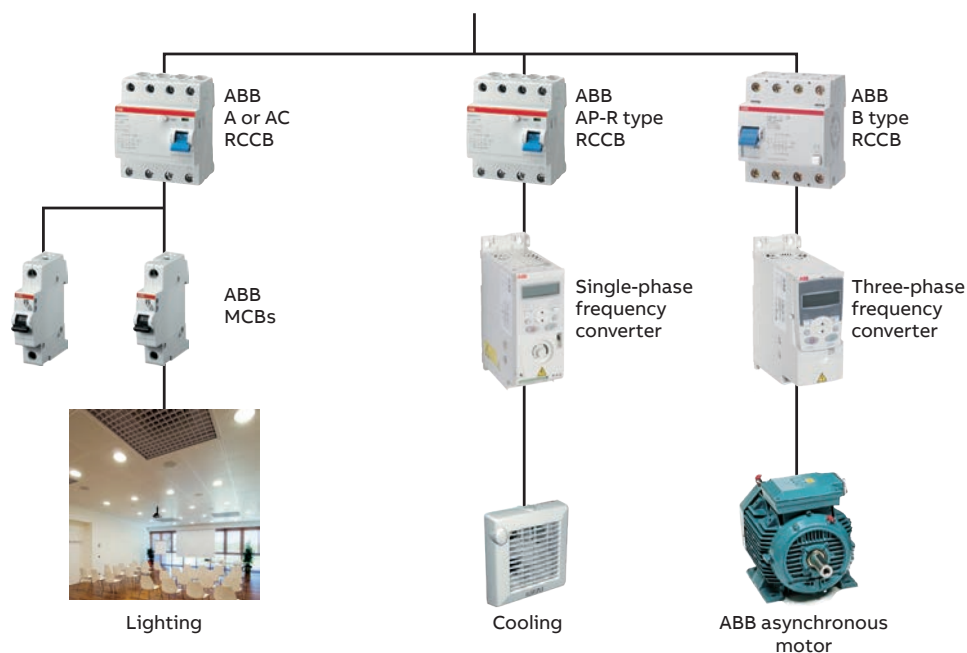 ABB
A or AC
RCCB
ABB
AP-R type
RCCB
ABB
B type
RCCB
ABB
MCBs
Single-phase
frequency
converter
Three-phase
frequency
converter
Lighting
Cooling
ABB asynchronous
motor